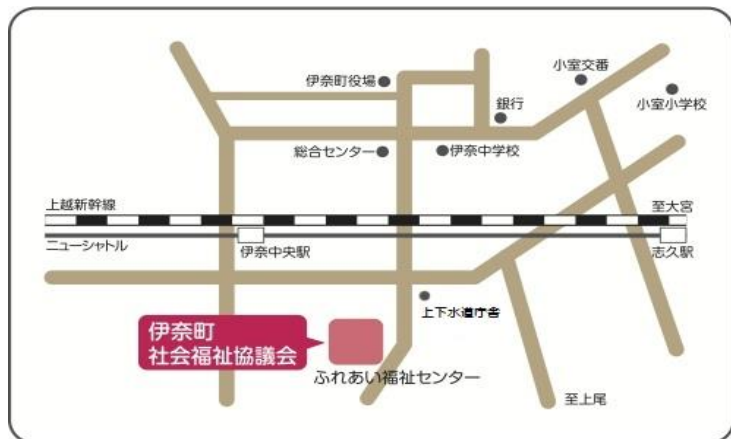 伊奈町役場
小室交番
銀行
小室小学校
総合センター
伊奈中学校
上越新幹線
至大宮
ニューシャトル
伊奈中央駅
志久駅
上下水道庁舎
伊奈町
社会福祉協議会
ふれあい福祉センター
至上尾